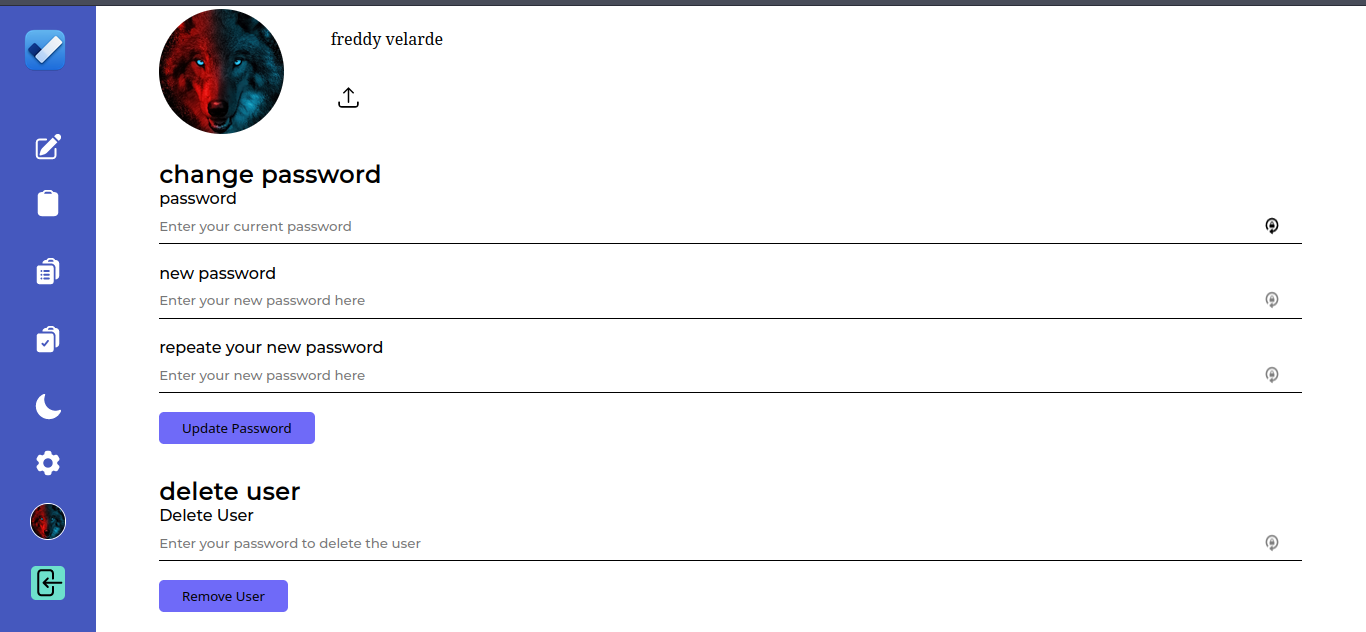 freddy velarde
change password
password
Enter your current password
new password
Enter your new password here
repeate your new password
Enter your new password here
Update Password
delete user
Delete User
Enter your password to delete the user
Remove User